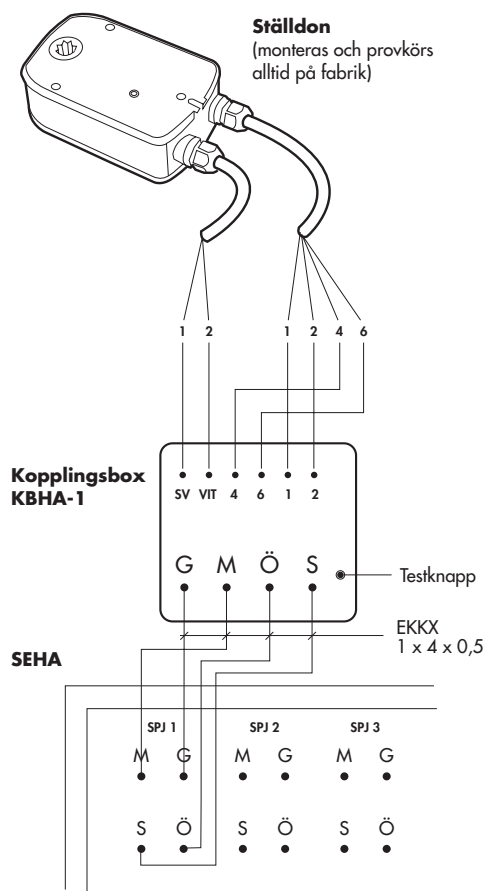 Ställdon
(monteras och provkörs
alltid på fabrik)
1 2 1 2 4 6
Kopplingsbox
KBHA-1
SV VIT 4 6 1 2
G M Ö S
Testknapp
EKKX
1 x 4 x 0,5
SEHA
SPJ 1 SPJ 2 SPJ 3
M G M G M G
S Ö S Ö S Ö